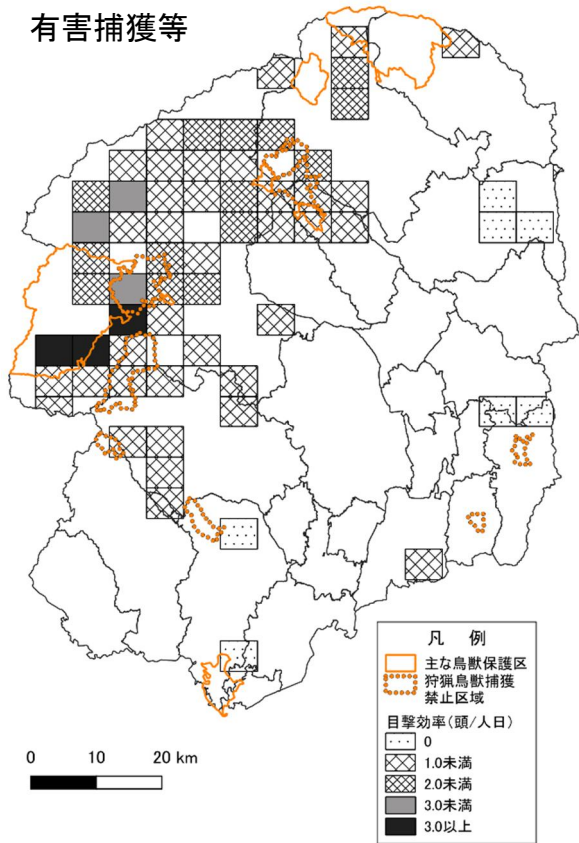 有害捕獲等
凡 例
主な鳥獣保護区
狩猟鳥獣捕獲
禁止区域
目撃効率(頭/人日)
0
1.0未満
2.0未満
3.0未満
3.0以上
0 10 20 km